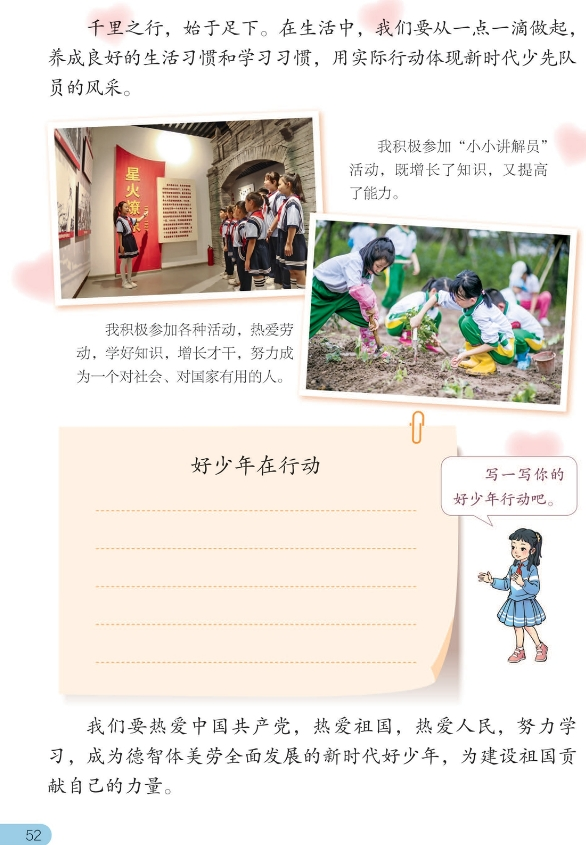 千里之行，始于足下。在生活中，我们要从一点一滴做起，
养成良好的生活习惯和学习习惯，用实际行动体现新时代少先队
员的风采。
我积极参加“小小讲解员”
活动，既增长了知识，又提高
了能力。
星火燎原
我积极参加各种活动，热爱劳
动，学好知识，增长才干，努力成
为一个对社会、对国家有用的人。
好少年在行动
写一写你的
好少年行动吧。
我们要热爱中国共产党，热爱祖国，热爱人民，努力学
习，成为德智体美劳全面发展的新时代好少年，为建设祖国贡
献自己的力量。
52